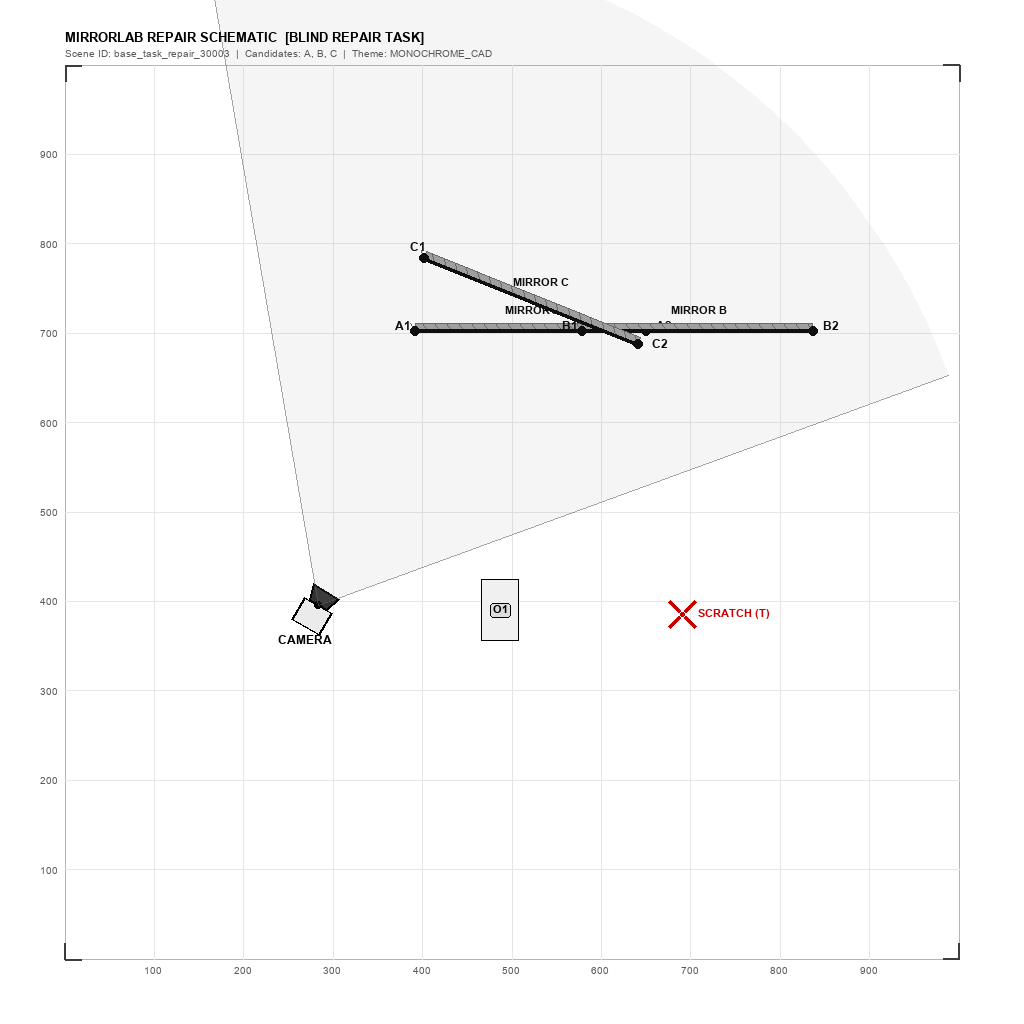 MIRRORLAB REPAIR SCHEMATIC [BLIND REPAIR TASK]
Scene ID: base_task_repair_30003 | Candidates: A, B, C | Theme: MONOCHROME_CAD
900
800
700
600
500
400
300
200
100
C1
MIRROR C
MIRROR
MIRROR B
A1
B1
B2
C2
O1
SCRATCH (T)
CAMERA
100
200
300
400
500
600
700
800
900